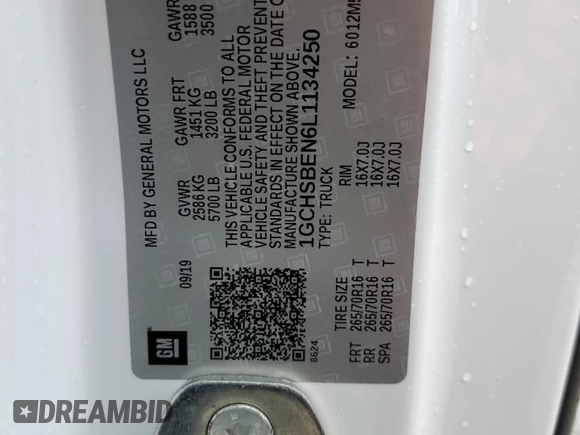 MFD BY GENERAL MOTORS LLC
09/19
GVWR GAWR FRT GAWR
2586 KG 1451 KG 1588
5700 LB 3200 LB 3500
THIS VEHICLE CONFORMS TO ALL
APPLICABLE U.S. FEDERAL MOTOR
VEHICLE SAFETY AND THEFT PREVENT
STANDARDS IN EFFECT ON THE DATE O
MANUFACTURE SHOWN ABOVE.
1GCHSBEN6L1134250
TYPE: TRUCK MODEL: 6012M
8624
TIRE SIZE RIM
FRT 265/70R16 T 16X7.0J
RR 265/70R16 T 16X7.0J
SPA 265/70R16 T 16X7.0J
GM
DREAMBID